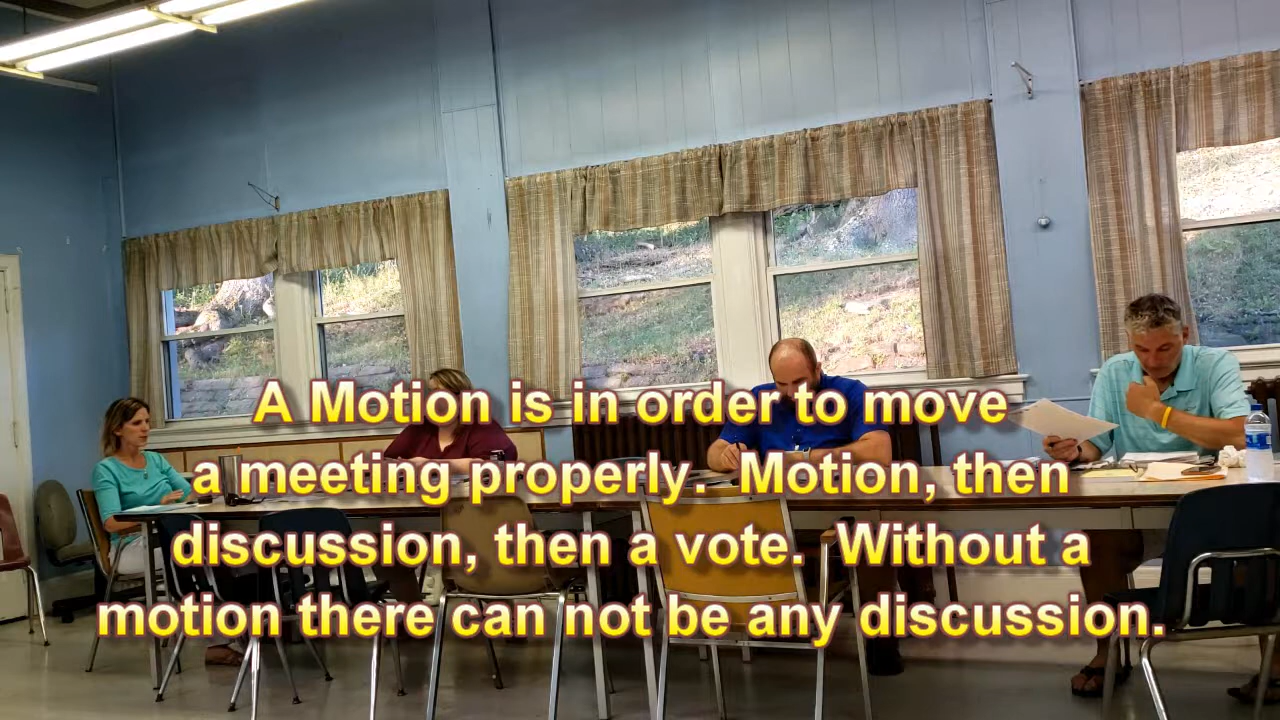 A Motion is in order to move
a meeting properly.  Motion, then
discussion, then a vote.  Without a
motion there can not be any discussion.